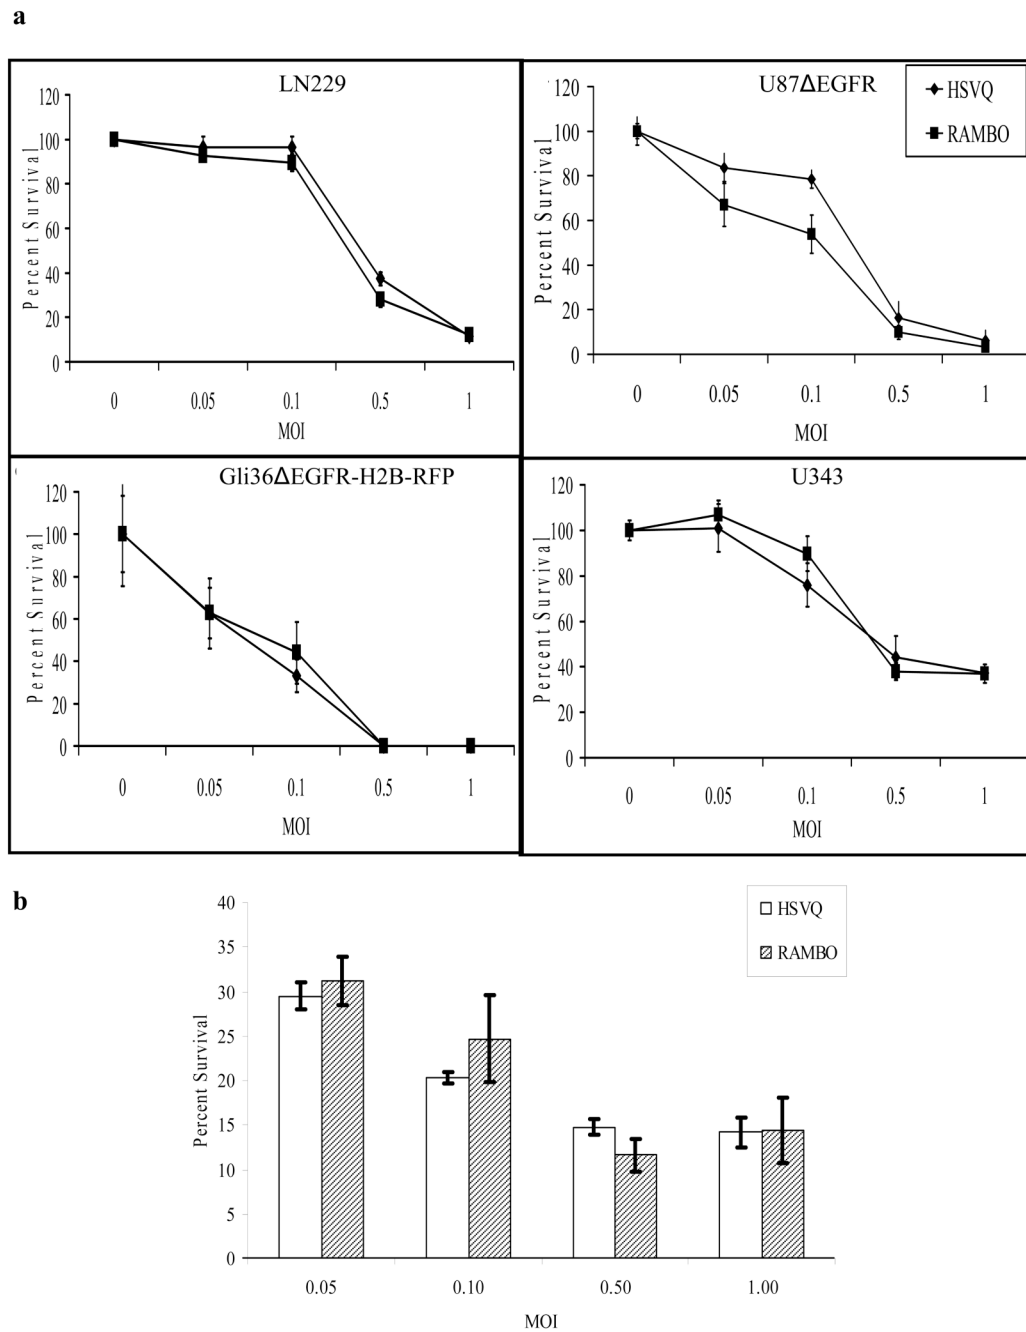 a
LN229
120
100
80
60
40
20
0
Percent Survival
0 0.05 0.1 0.5 1
MOI
U87ΔEGFR
HSVQ
RAMBO
120
100
80
60
40
20
0
Percent Survival
0 0.05 0.1 0.5 1
MOI
Gli36ΔEGFR-H2B-RFP
120
100
80
60
40
20
0
Percent Survival
0 0.05 0.1 0.5 1
MOI
U343
120
100
80
60
40
20
0
Percent Survival
0 0.05 0.1 0.5 1
MOI
b
HSVQ
RAMBO
40
35
30
25
20
15
10
5
0
Percent Survival
0.05 0.10 0.50 1.00
MOI